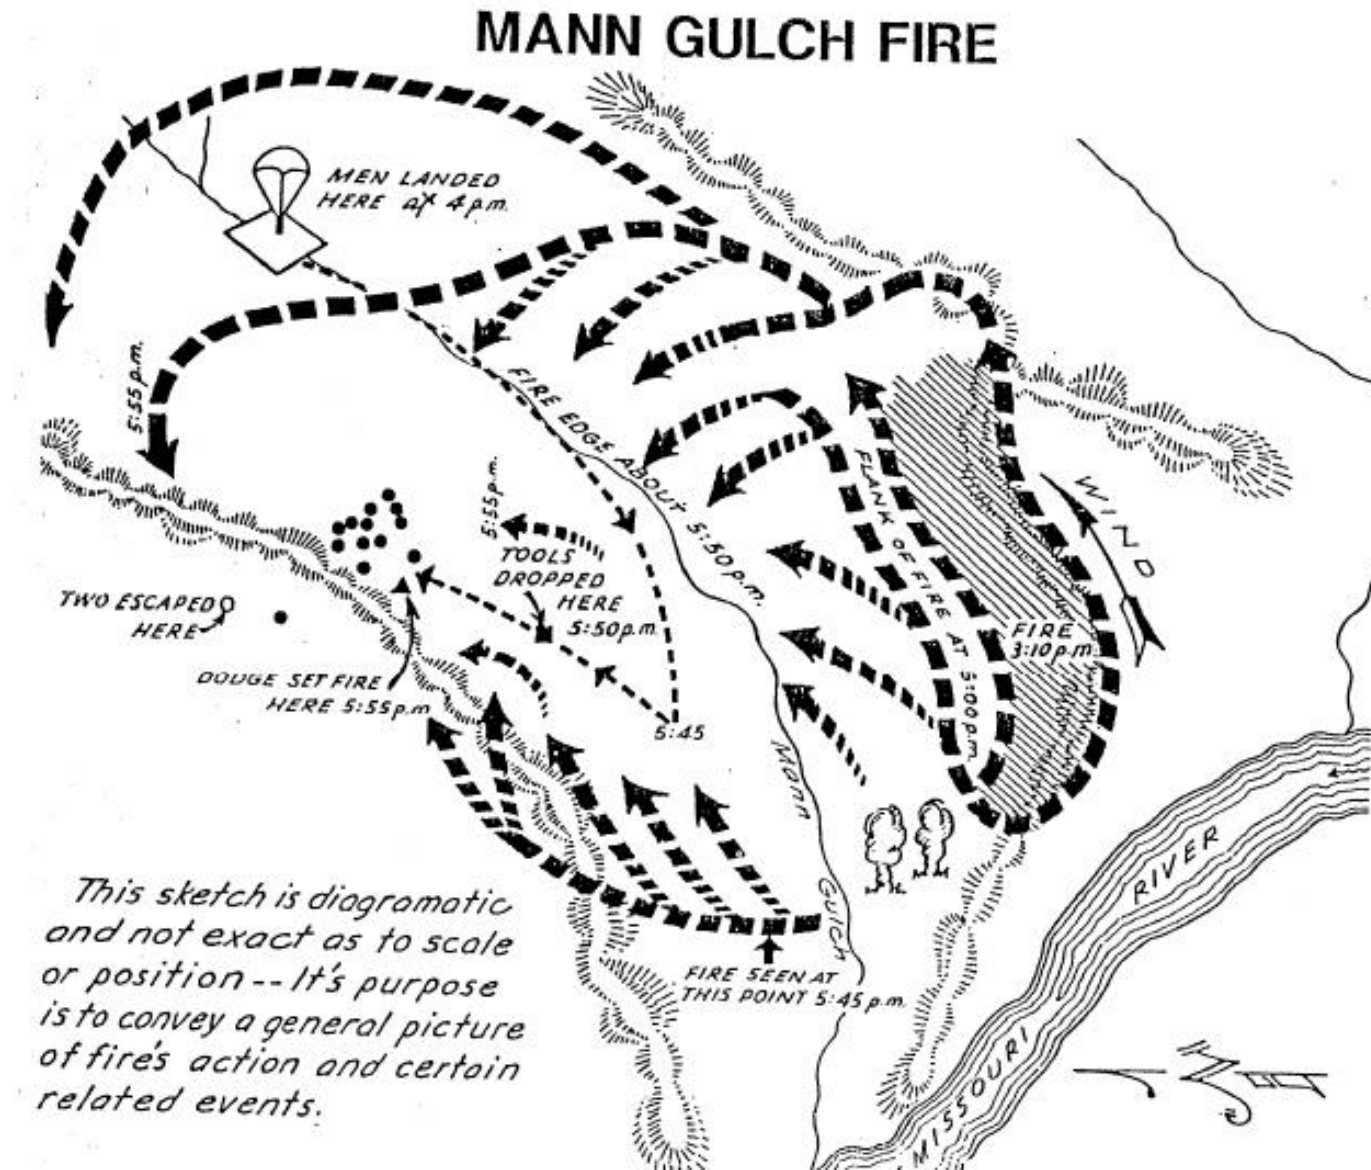 MANN GULCH FIRE
MEN LANDED
HERE at 4 p.m.
5:55 p.m.
FIRE EDGE ABOUT 5:50 p.m.
5:55 p.m.
TOOLS
DROPPED
HERE
5:50 p.m.
FLANK OF FIRE AT 5:00 p.m.
WIND
FIRE
3:10 p.m.
TWO ESCAPED
HERE
DODGE SET FIRE
HERE 5:55 p.m
5:45
Mann
Gulch
FIRE SEEN AT
THIS POINT 5:45 p.m.
MISSOURI
RIVER
This sketch is diagramatic
and not exact as to scale
or position -- It's purpose
is to convey a general picture
of fire's action and certain
related events.
N